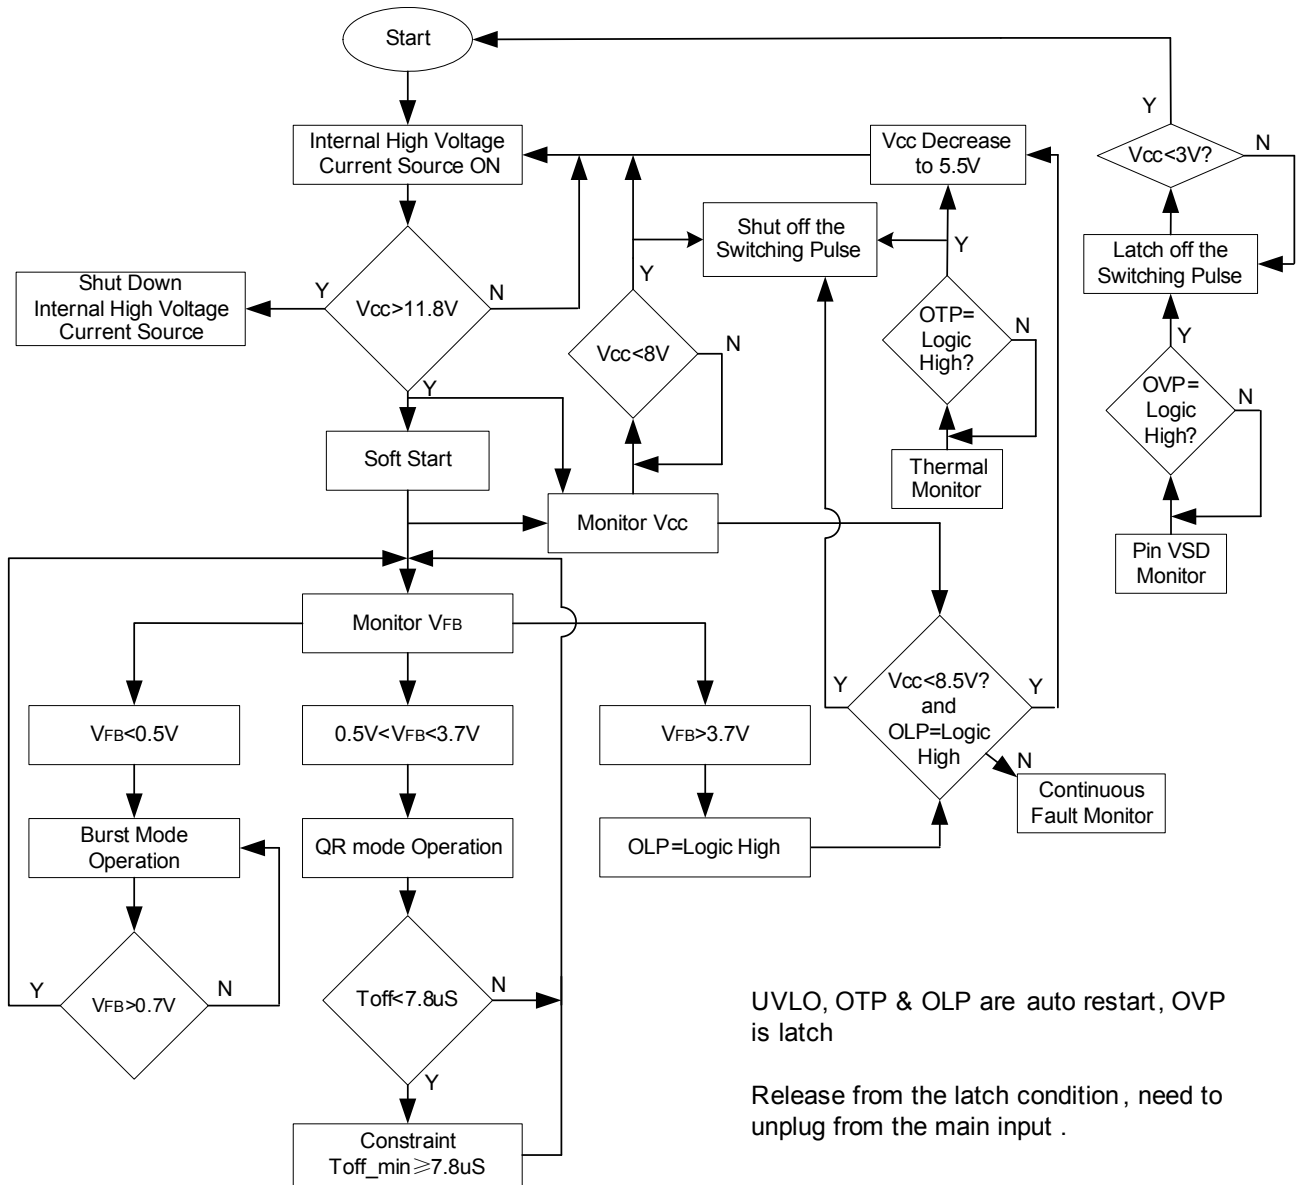 Start
Internal High Voltage
Current Source ON
Vcc Decrease
to 5.5V
Y
Vcc<3V?
N
Shut off the
Switching Pulse
Y
Latch off the
Switching Pulse
Shut Down
Internal High Voltage
Current Source
Y
Vcc>11.8V
N
Y
Vcc<8V
N
OTP=
Logic
High?
N
Y
OVP=
Logic
High?
N
Y
Soft Start
Thermal
Monitor
Monitor Vcc
Pin VSD
Monitor
Monitor VFB
Y
Vcc<8.5V?
and
OLP=Logic
High
Y
N
VFB<0.5V
0.5V<VFB<3.7V
VFB>3.7V
Continuous
Fault Monitor
Burst Mode
Operation
QR mode Operation
OLP=Logic High
Y
VFB>0.7V
N
Toff<7.8uS
N
Y
Constraint
Toff_min≥7.8uS
UVLO, OTP & OLP are auto restart, OVP
is latch
Release from the latch condition, need to
unplug from the main input .